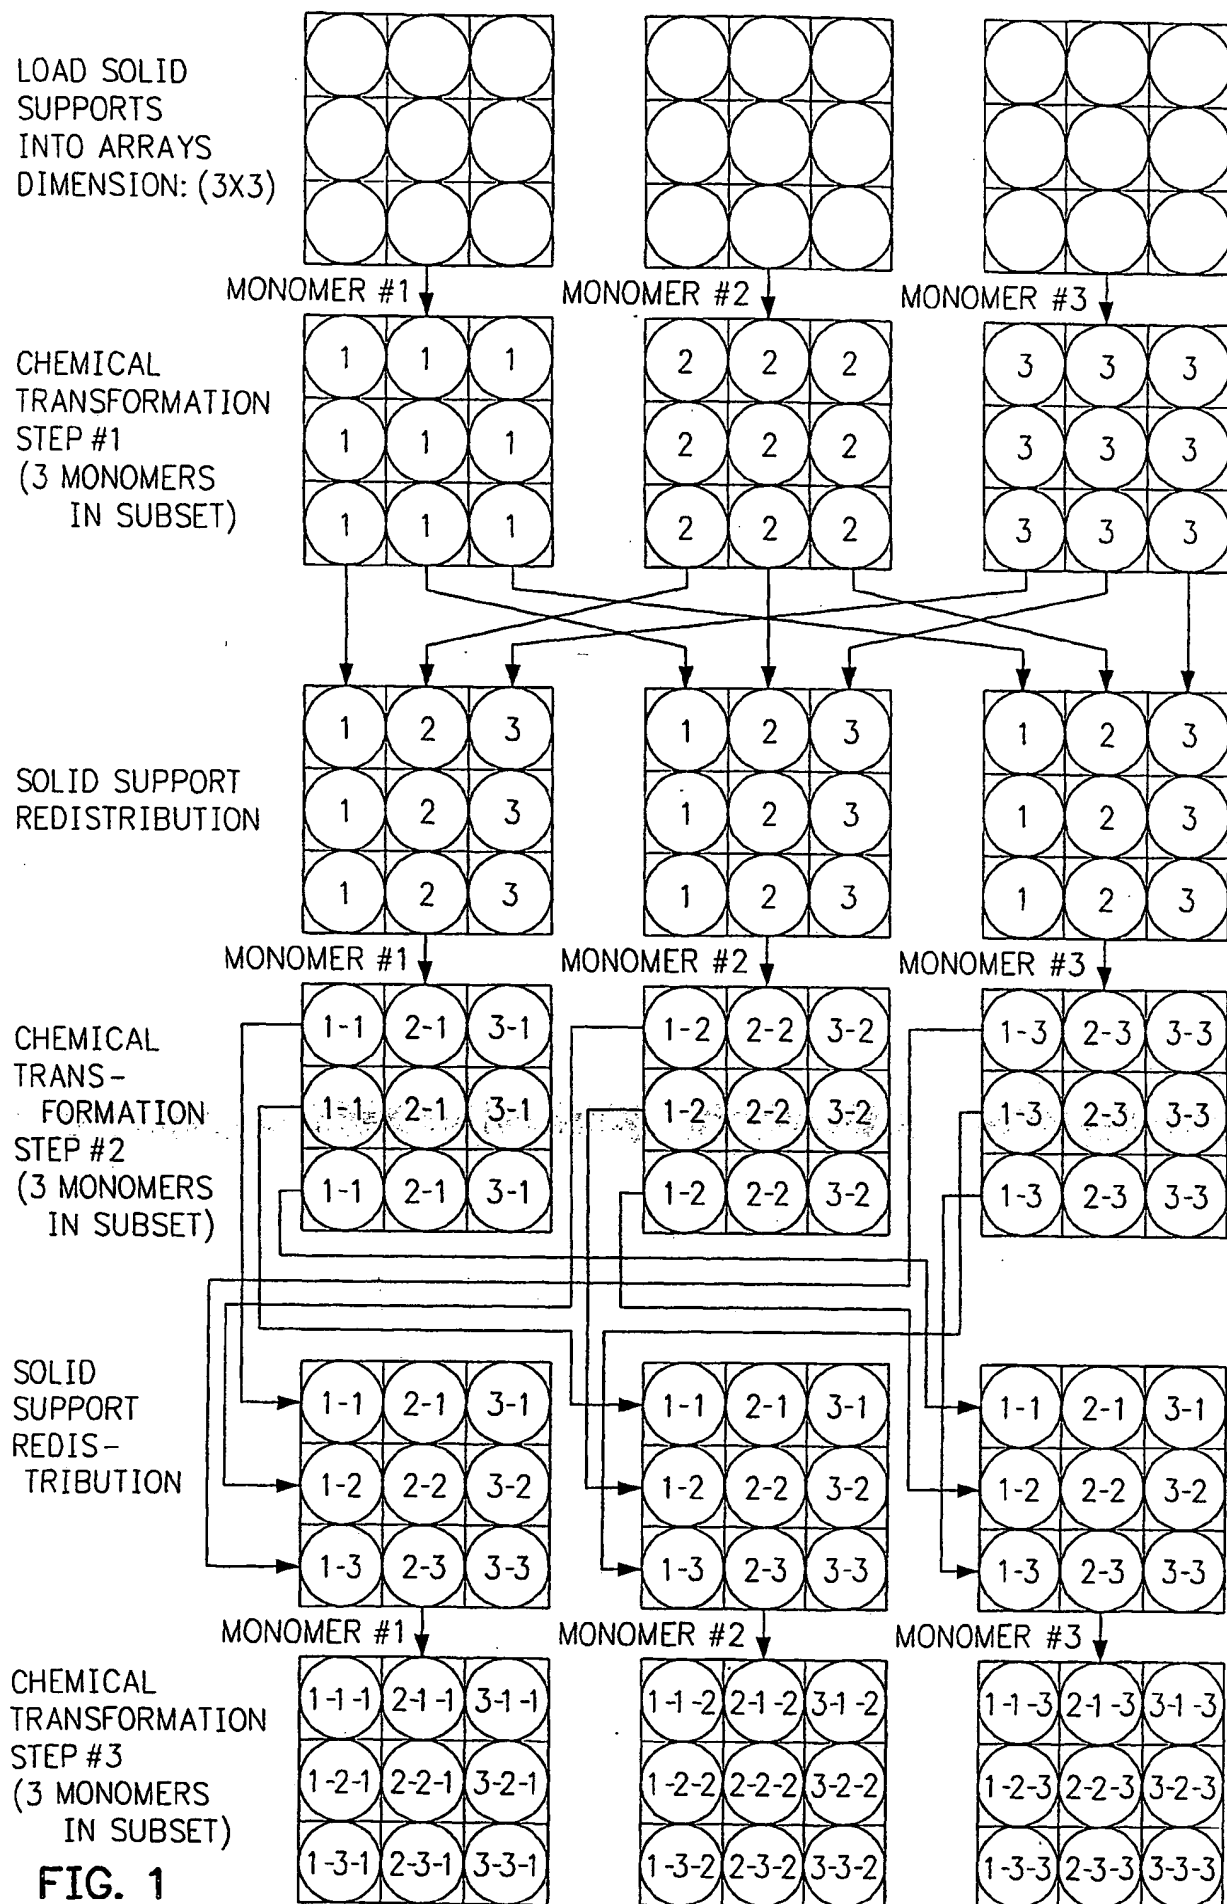 LOAD SOLID
SUPPORTS
INTO ARRAYS
DIMENSION: (3X3)
MONOMER #1 MONOMER #2 MONOMER #3
CHEMICAL
TRANSFORMATION
STEP #1
(3 MONOMERS
IN SUBSET)
1 1 1 2 2 2 3 3 3
1 1 1 2 2 2 3 3 3
1 1 1 2 2 2 3 3 3
SOLID SUPPORT
REDISTRIBUTION
1 2 3 1 2 3 1 2 3
1 2 3 1 2 3 1 2 3
1 2 3 1 2 3 1 2 3
MONOMER #1 MONOMER #2 MONOMER #3
CHEMICAL
TRANS-
FORMATION
STEP #2
(3 MONOMERS
IN SUBSET)
1-1 2-1 3-1 1-2 2-2 3-2 1-3 2-3 3-3
1-1 2-1 3-1 1-2 2-2 3-2 1-3 2-3 3-3
1-1 2-1 3-1 1-2 2-2 3-2 1-3 2-3 3-3
SOLID
SUPPORT
REDIS-
TRIBUTION
1-1 2-1 3-1 1-1 2-1 3-1 1-1 2-1 3-1
1-2 2-2 3-2 1-2 2-2 3-2 1-2 2-2 3-2
1-3 2-3 3-3 1-3 2-3 3-3 1-3 2-3 3-3
MONOMER #1 MONOMER #2 MONOMER #3
CHEMICAL
TRANSFORMATION
STEP #3
(3 MONOMERS
IN SUBSET)
1-1-1 2-1-1 3-1-1 1-1-2 2-1-2 3-1-2 1-1-3 2-1-3 3-1-3
1-2-1 2-2-1 3-2-1 1-2-2 2-2-2 3-2-2 1-2-3 2-2-3 3-2-3
1-3-1 2-3-1 3-3-1 1-3-2 2-3-2 3-3-2 1-3-3 2-3-3 3-3-3
FIG. 1